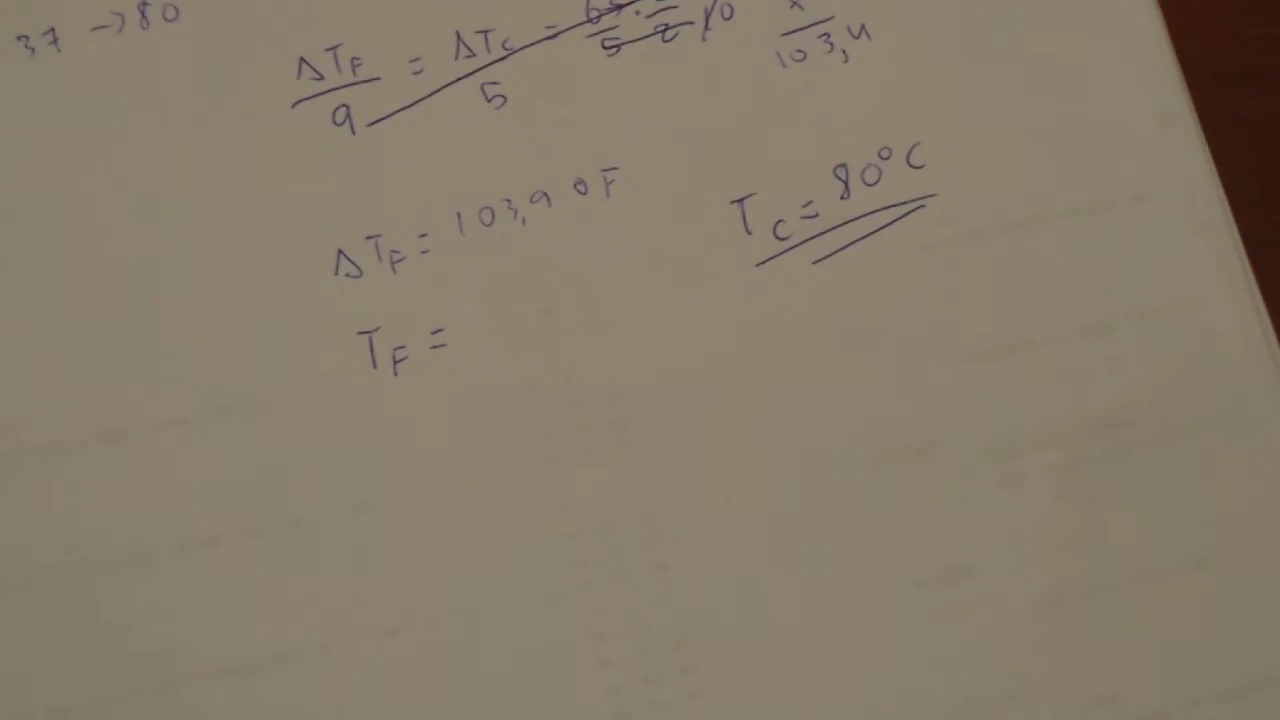 37 → 80
ΔT_F / 9 = ΔT_C / 5 =
103,4
ΔT_F = 103,9 °F
T_C = 80°C
T_F =